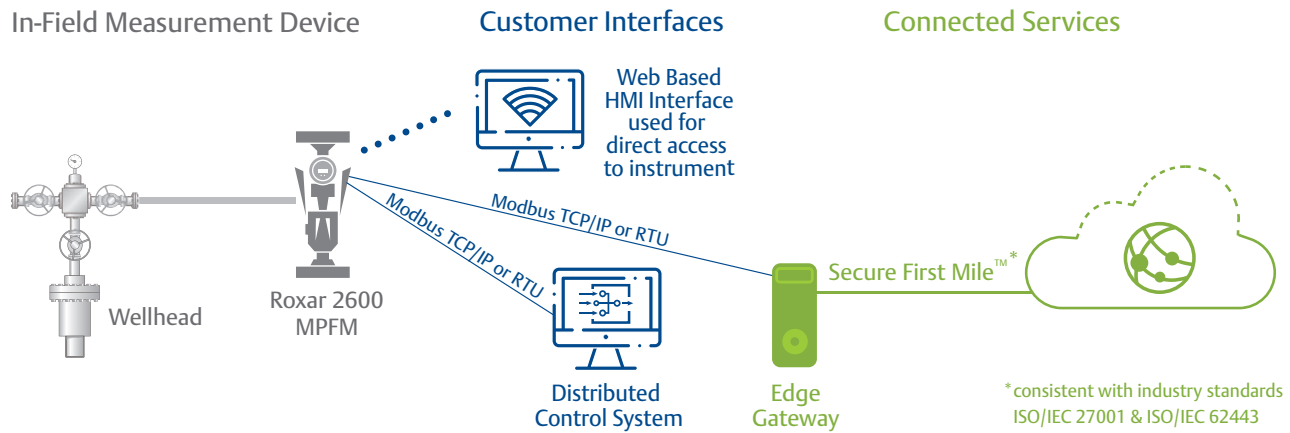 In-Field Measurement Device
Customer Interfaces
Connected Services
Web Based
HMI Interface
used for
direct access
to instrument
Modbus TCP/IP or RTU
Modbus TCP/IP or RTU
Secure First Mile™*
Wellhead
Roxar 2600
MPFM
Distributed
Control System
Edge
Gateway
*consistent with industry standards
ISO/IEC 27001 & ISO/IEC 62443